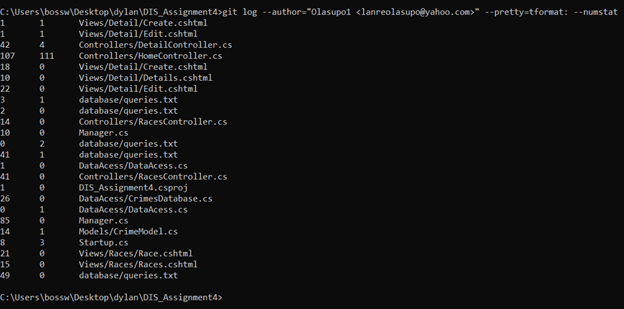 C:\Users\bossw\Desktop\dylan\DIS_Assignment4>git log --author="Olasupo1 <lanreolasupo@yahoo.com>" --pretty=tformat: --numstat
1 1 Views/Detail/Create.cshtml
1 1 Views/Detail/Edit.cshtml
42 4 Controllers/DetailController.cs
107 111 Controllers/HomeController.cs
18 0 Views/Detail/Create.cshtml
10 0 Views/Detail/Details.cshtml
22 0 Views/Detail/Edit.cshtml
3 1 database/queries.txt
2 0 database/queries.txt
14 0 Controllers/RacesController.cs
10 0 Manager.cs
0 2 database/queries.txt
41 1 database/queries.txt
1 0 DataAcess/DataAcess.cs
41 0 Controllers/RacesController.cs
1 0 DIS_Assignment4.csproj
26 0 DataAcess/CrimesDatabase.cs
0 1 DataAcess/DataAcess.cs
85 0 Manager.cs
14 1 Models/CrimeModel.cs
8 3 Startup.cs
21 0 Views/Races/Race.cshtml
15 0 Views/Races/Races.cshtml
49 0 database/queries.txt
C:\Users\bossw\Desktop\dylan\DIS_Assignment4>